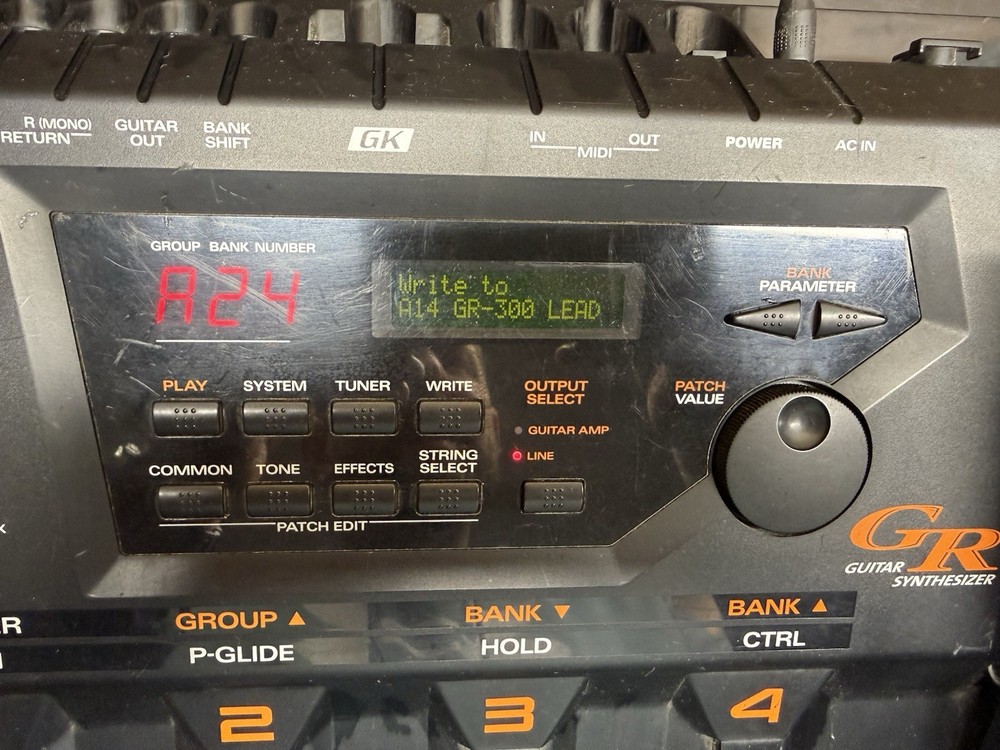 R (MONO)
RETURN
GUITAR
OUT
BANK
SHIFT
GK
IN
OUT
MIDI
POWER
AC IN
GROUP BANK NUMBER
A24
Write to
A14 GR-300 LEAD
BANK
PARAMETER
PLAY
SYSTEM
TUNER
WRITE
OUTPUT
SELECT
PATCH
VALUE
GUITAR AMP
LINE
COMMON
TONE
EFFECTS
STRING
SELECT
PATCH EDIT
GR
GUITAR
SYNTHESIZER
GROUP ▲
BANK ▼
BANK ▲
P-GLIDE
HOLD
CTRL
2
3
4